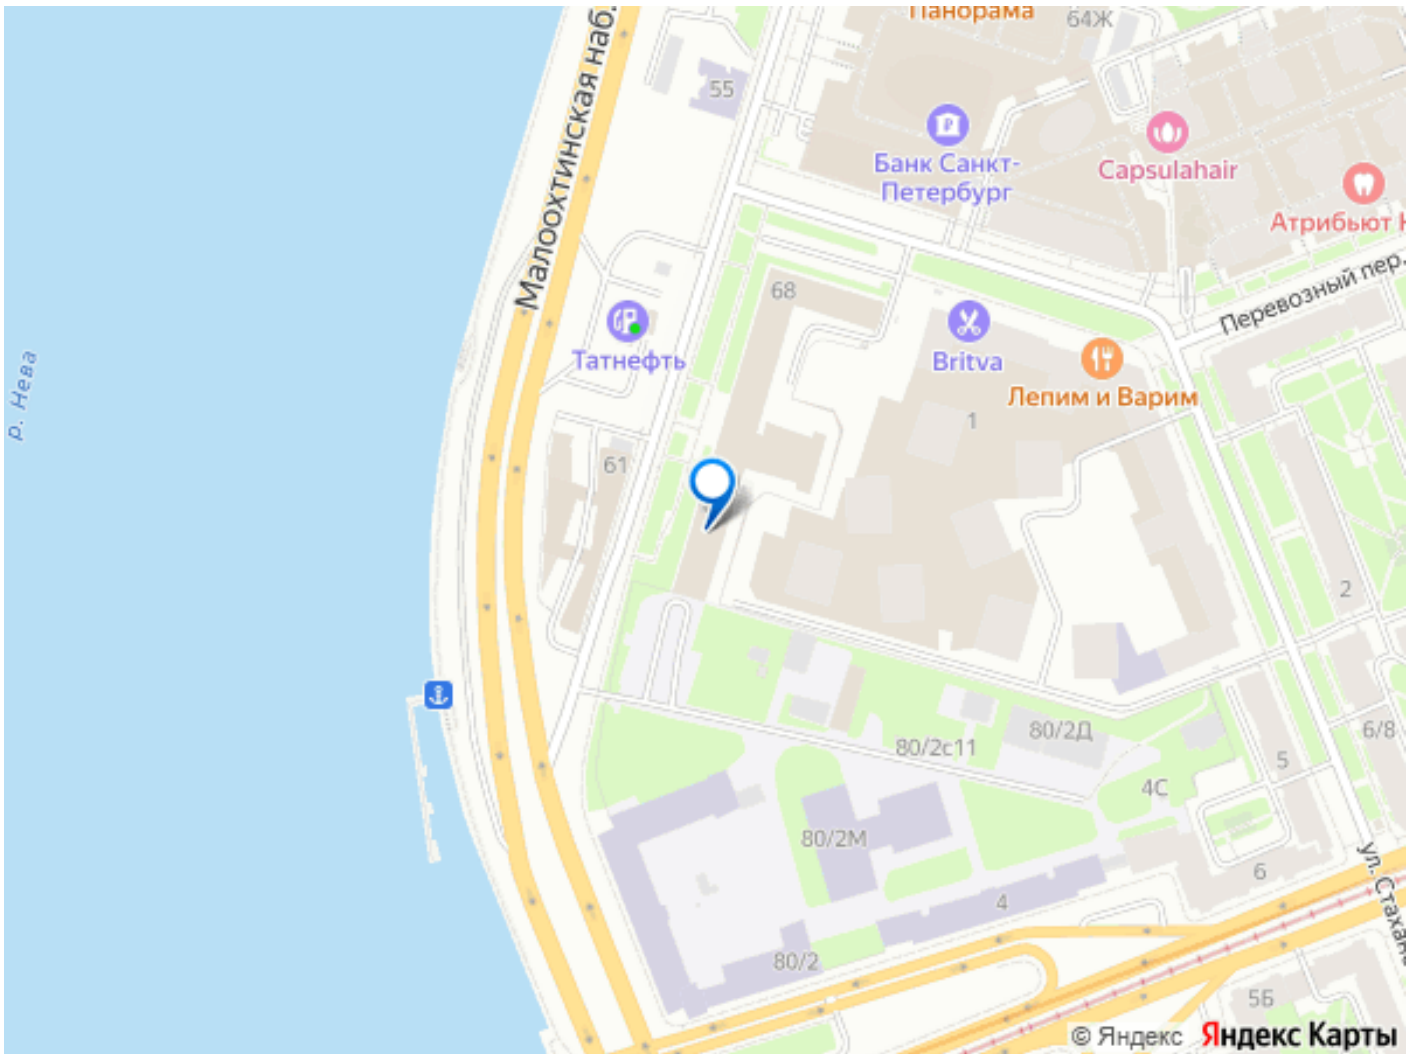 Панорама
64Ж
Малоохтинская наб.
55
Банк Санкт-
Петербург
Capsulahair
Атрибьют
Перевозный пер.
68
Татнефть
Britva
Лепим и Варим
1
р. Нева
61
2
80/2с11
80/2Д
6/8
5
4С
80/2М
6
4
80/2
ул. Стахан
5Б
© Яндекс
Яндекс Карты